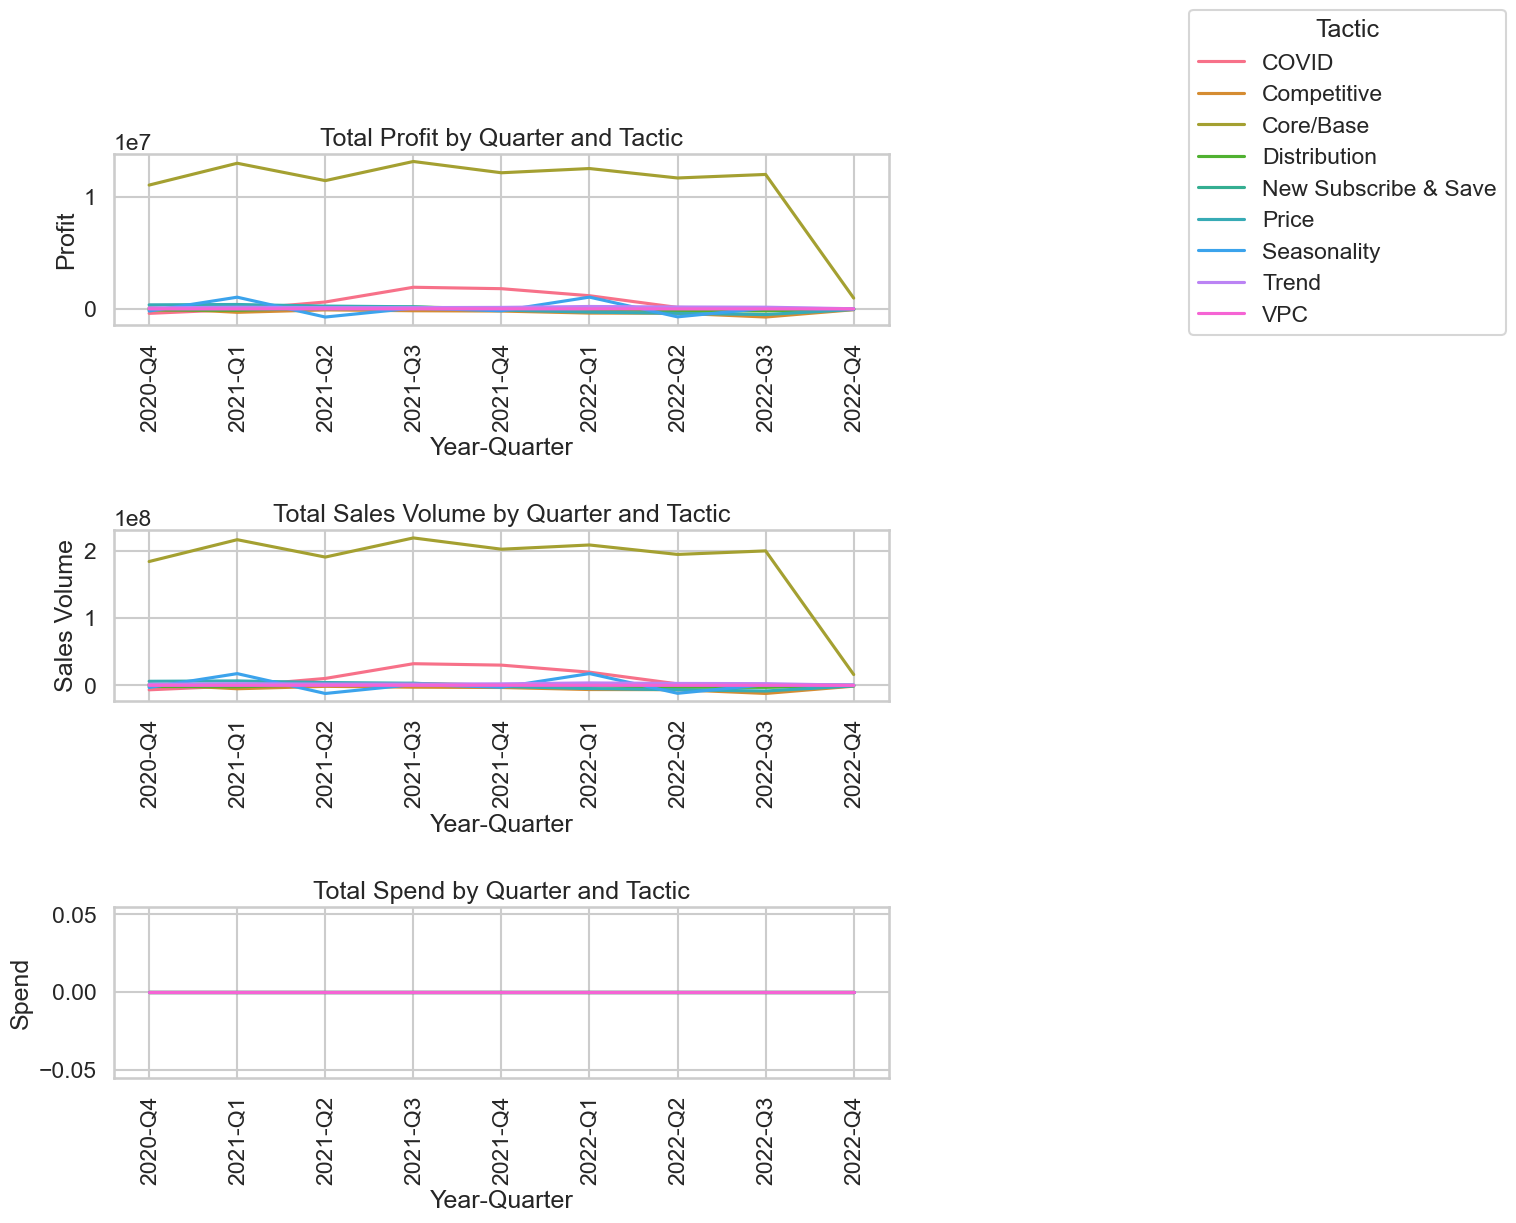 Tactic
COVID
Competitive
Core/Base
Distribution
New Subscribe & Save
Price
Seasonality
Trend
VPC
Total Profit by Quarter and Tactic
1e7
1
0
Profit
2020-Q4
2021-Q1
2021-Q2
2021-Q3
2021-Q4
2022-Q1
2022-Q2
2022-Q3
2022-Q4
Year-Quarter
Total Sales Volume by Quarter and Tactic
1e8
2
1
0
Sales Volume
2020-Q4
2021-Q1
2021-Q2
2021-Q3
2021-Q4
2022-Q1
2022-Q2
2022-Q3
2022-Q4
Year-Quarter
Total Spend by Quarter and Tactic
0.05
0.00
−0.05
Spend
2020-Q4
2021-Q1
2021-Q2
2021-Q3
2021-Q4
2022-Q1
2022-Q2
2022-Q3
2022-Q4
Year-Quarter